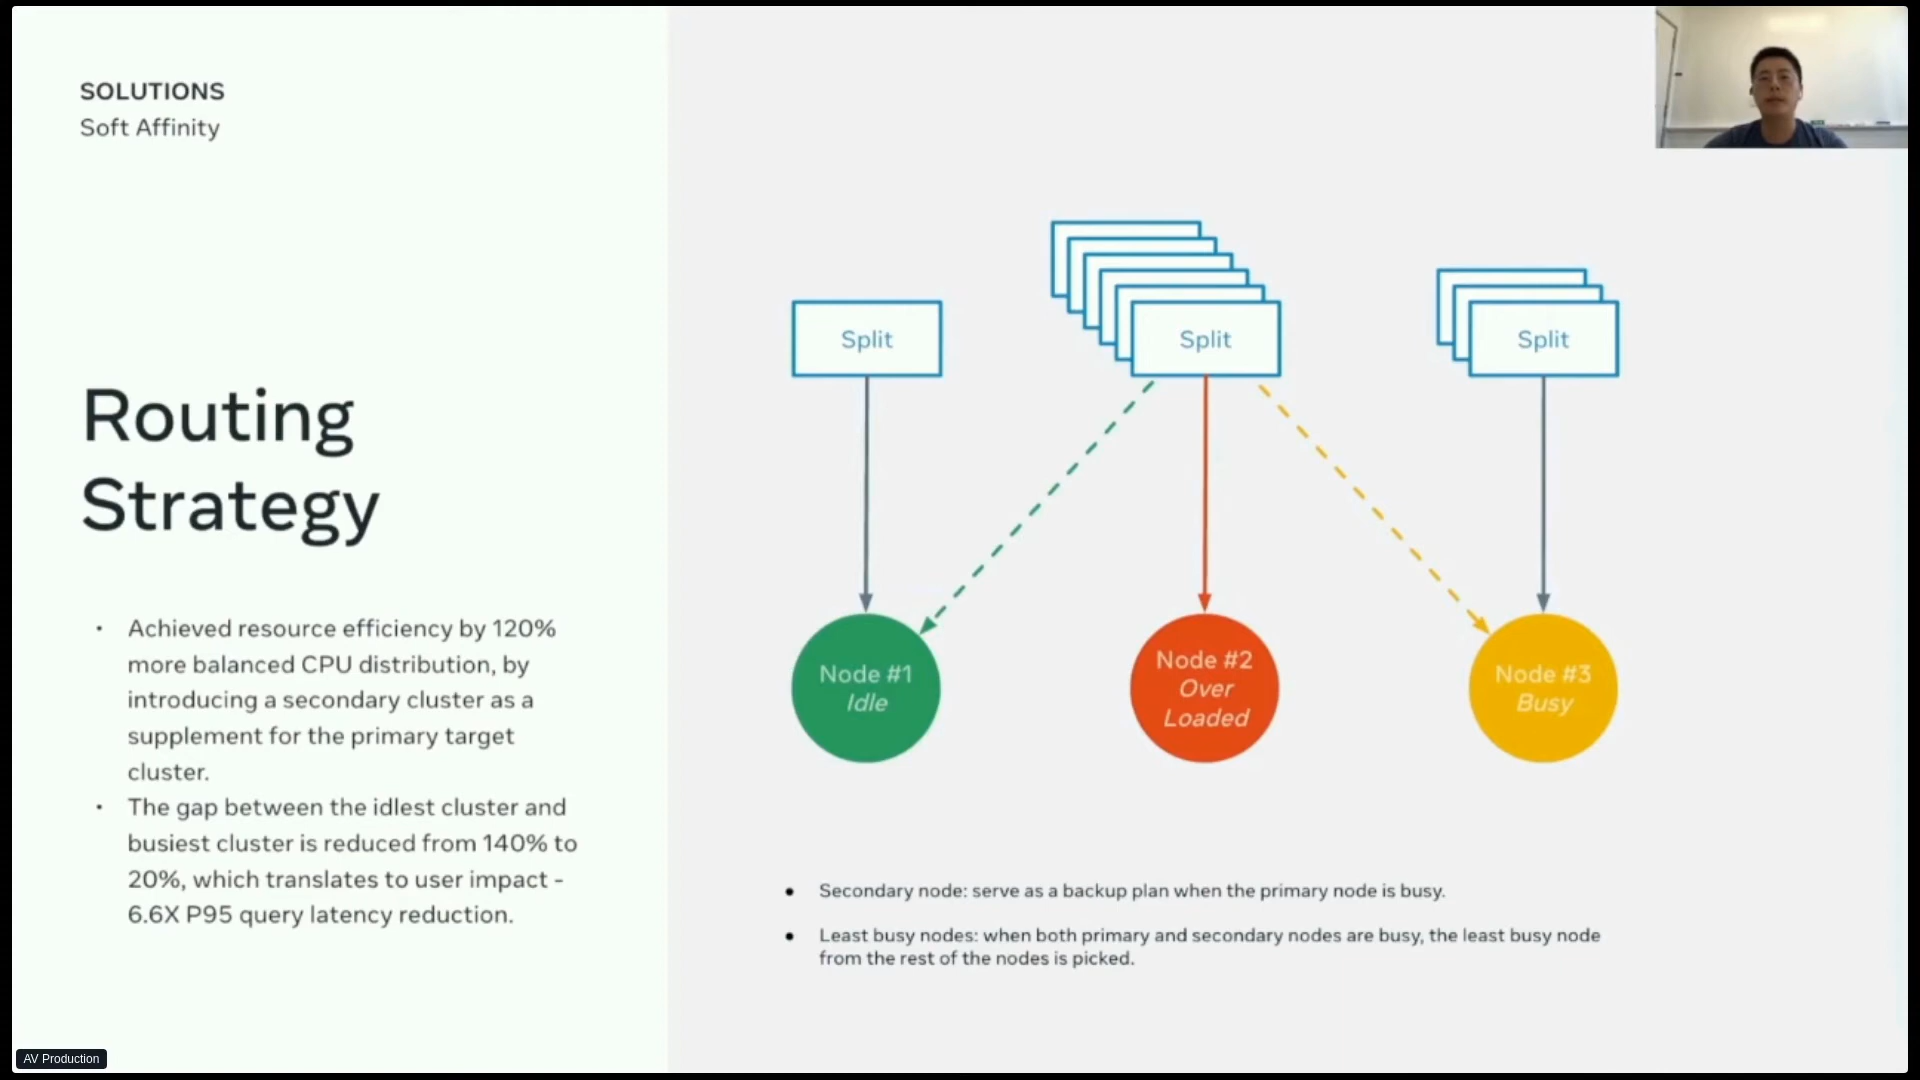 SOLUTIONS
Soft Affinity
Routing
Strategy
• Achieved resource efficiency by 120%
more balanced CPU distribution, by
introducing a secondary cluster as a
supplement for the primary target
cluster.
• The gap between the idlest cluster and
busiest cluster is reduced from 140% to
20%, which translates to user impact -
6.6X P95 query latency reduction.
Split
Split
Split
Node #1
Idle
Node #2
Over
Loaded
Node #3
Busy
• Secondary node: serve as a backup plan when the primary node is busy.
• Least busy nodes: when both primary and secondary nodes are busy, the least busy node
from the rest of the nodes is picked.
AV Production